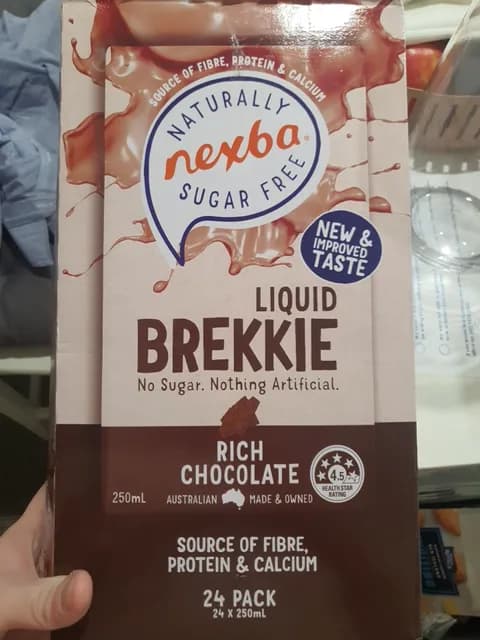 SOURCE OF FIBRE, PROTEIN & CALCIUM
NATURALLY
nexba
SUGAR FREE
NEW &
IMPROVED
TASTE
LIQUID
BREKKIE
No Sugar. Nothing Artificial.
RICH
CHOCOLATE
4.5
HEALTH STAR
RATING
250mL AUSTRALIAN MADE & OWNED
SOURCE OF FIBRE,
PROTEIN & CALCIUM
24 PACK
24 X 250mL